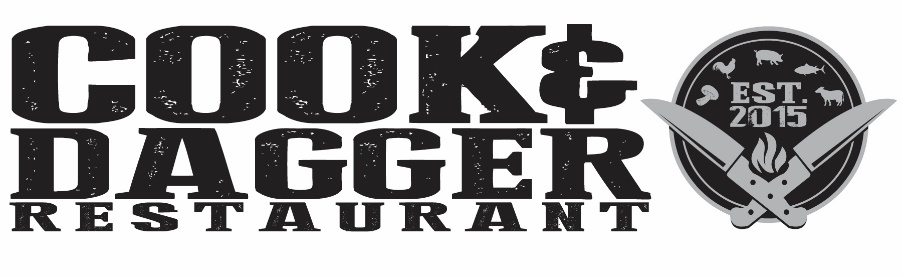 COOK&
DAGGER
RESTAURANT
EST.
2015